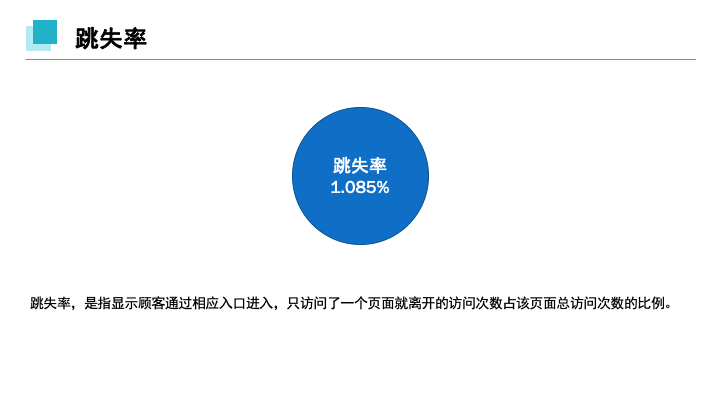 跳失率
跳失率
1.085%
跳失率，是指显示顾客通过相应入口进入，只访问了一个页面就离开的访问次数占该页面总访问次数的比例。